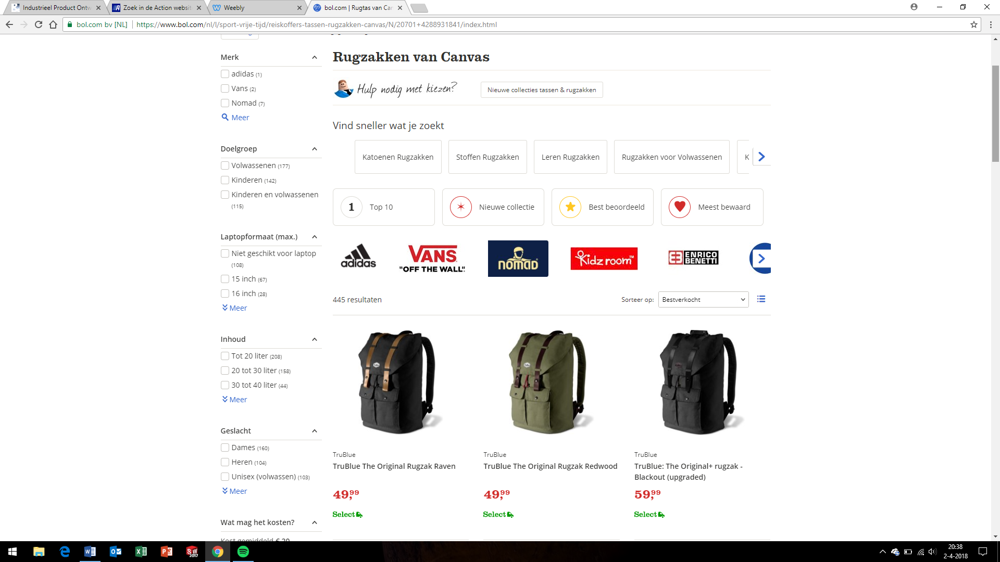 Industrieel Product Ontw
Zoek in de Action websit
Weebly
bol.com | Rugtas van Can
bol.com bv [NL]
https://www.bol.com/nl/l/sport-vrije-tijd/reiskoffers-tassen-rugzakken-canvas/N/20701+4288931841/index.html
Merk
adidas (1)
Vans (2)
Nomad (7)
Meer
Doelgroep
Volwassenen (177)
Kinderen (142)
Kinderen en volwassenen
(115)
Laptopformaat (max.)
Niet geschikt voor laptop
(108)
15 inch (67)
16 inch (28)
Meer
Inhoud
Tot 20 liter (208)
20 tot 30 liter (158)
30 tot 40 liter (44)
Meer
Geslacht
Dames (160)
Heren (104)
Unisex (volwassen) (103)
Meer
Wat mag het kosten?
Kost gemiddeld € 20
Rugzakken van Canvas
Hulp nodig met kiezen?
Nieuwe collecties tassen & rugzakken
Vind sneller wat je zoekt
Katoenen Rugzakken
Stoffen Rugzakken
Leren Rugzakken
Rugzakken voor Volwassenen
K
1 Top 10
Nieuwe collectie
Best beoordeeld
Meest bewaard
adidas
VANS
"OFF THE WALL"
nomad
Kidz room™
ENRICO
BENETTI
445 resultaten
Sorteer op:
Bestverkocht
TruBlue
TruBlue The Original Rugzak Raven
49,99
Select
TruBlue
TruBlue The Original Rugzak Redwood
49,99
Select
TruBlue
TruBlue: The Original+ rugzak -
Blackout (upgraded)
59,99
Select
SW
2017
20:38
2-4-2018